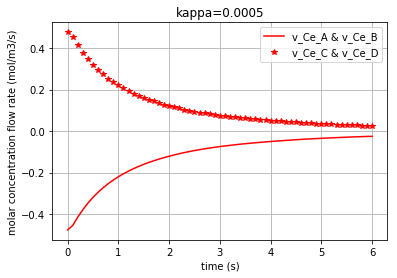 kappa=0.0005
molar concentration flow rate (mol/m3/s)
0.4
0.2
0.0
−0.2
−0.4
v_Ce_A & v_Ce_B
v_Ce_C & v_Ce_D
0 1 2 3 4 5 6
time (s)